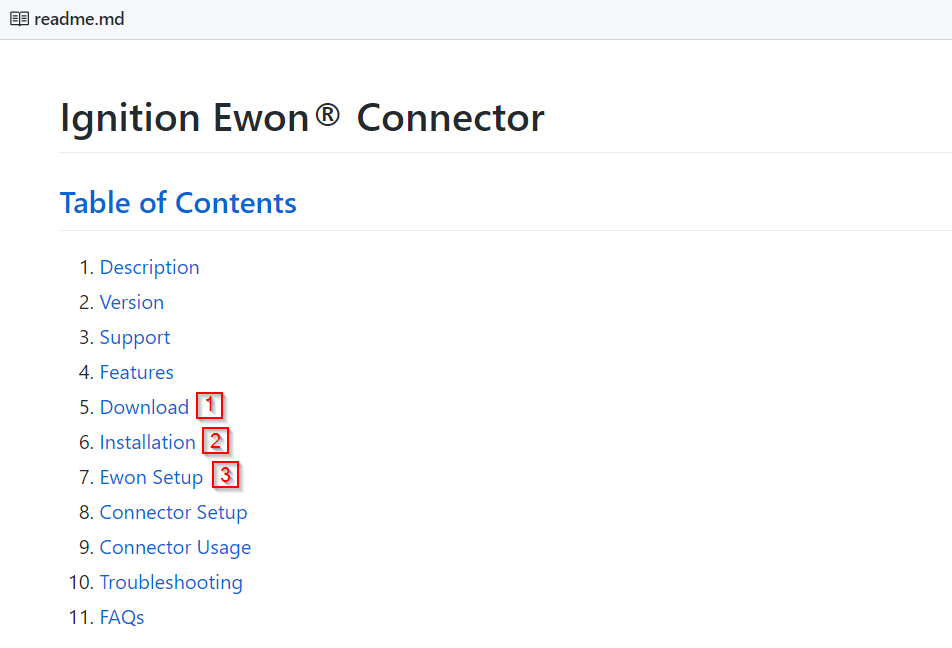 readme.md
Ignition Ewon® Connector
Table of Contents
1. Description
2. Version
3. Support
4. Features
5. Download 1
6. Installation 2
7. Ewon Setup 3
8. Connector Setup
9. Connector Usage
10. Troubleshooting
11. FAQs